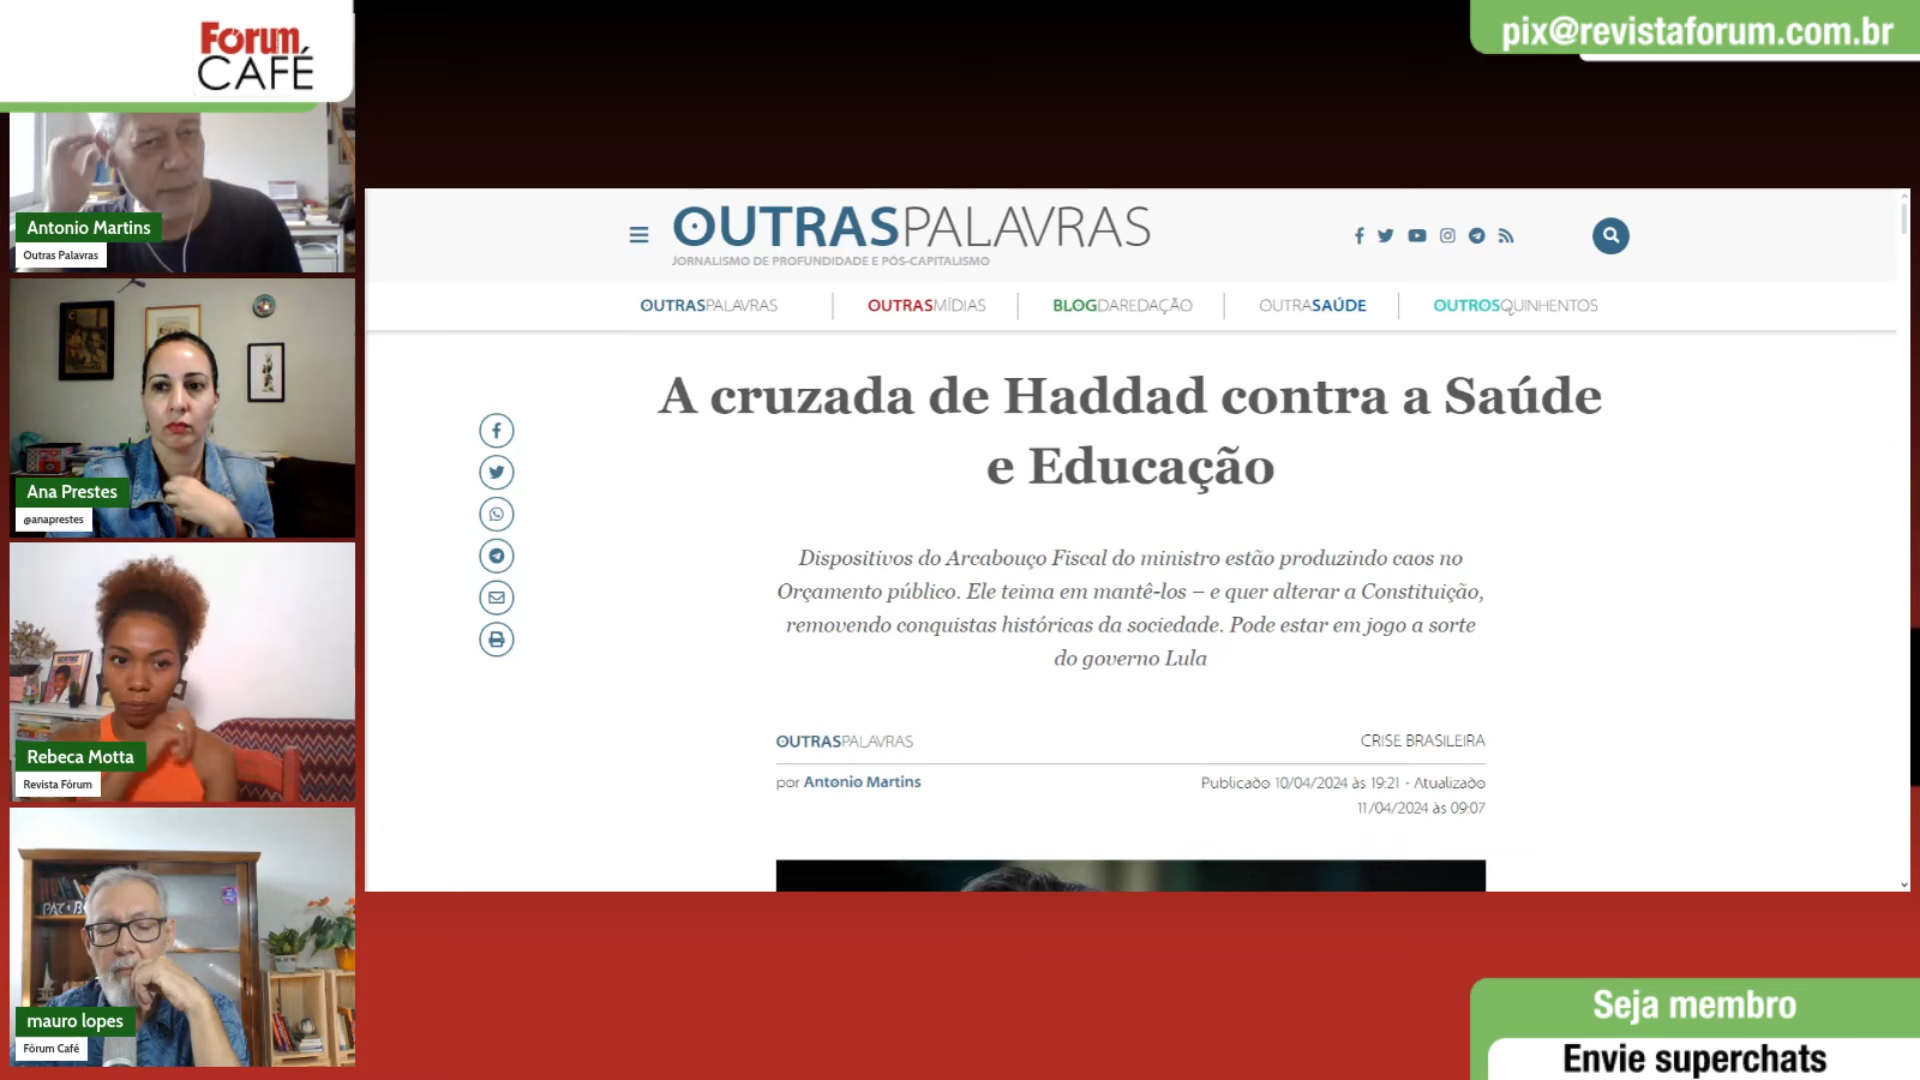 Fórum
CAFÉ
pix@revistaforum.com.br
Antonio Martins
Outras Palavras
Ana Prestes
@anaprestes
Rebeca Motta
Revista Fórum
mauro lopes
Fórum Café
OUTRASPALAVRAS
JORNALISMO DE PROFUNDIDADE E PÓS-CAPITALISMO
OUTRASPALAVRAS
OUTRASMÍDIAS
BLOGDAREDAÇÃO
OUTRASAÚDE
OUTROSQUINHENTOS
A cruzada de Haddad contra a Saúde
e Educação
Dispositivos do Arcabouço Fiscal do ministro estão produzindo caos no
Orçamento público. Ele teima em mantê-los – e quer alterar a Constituição,
removendo conquistas históricas da sociedade. Pode estar em jogo a sorte
do governo Lula
OUTRASPALAVRAS
CRISE BRASILEIRA
por Antonio Martins
Publicado 10/04/2024 às 19:21 - Atualizado
11/04/2024 às 09:07
Seja membro
Envie superchats